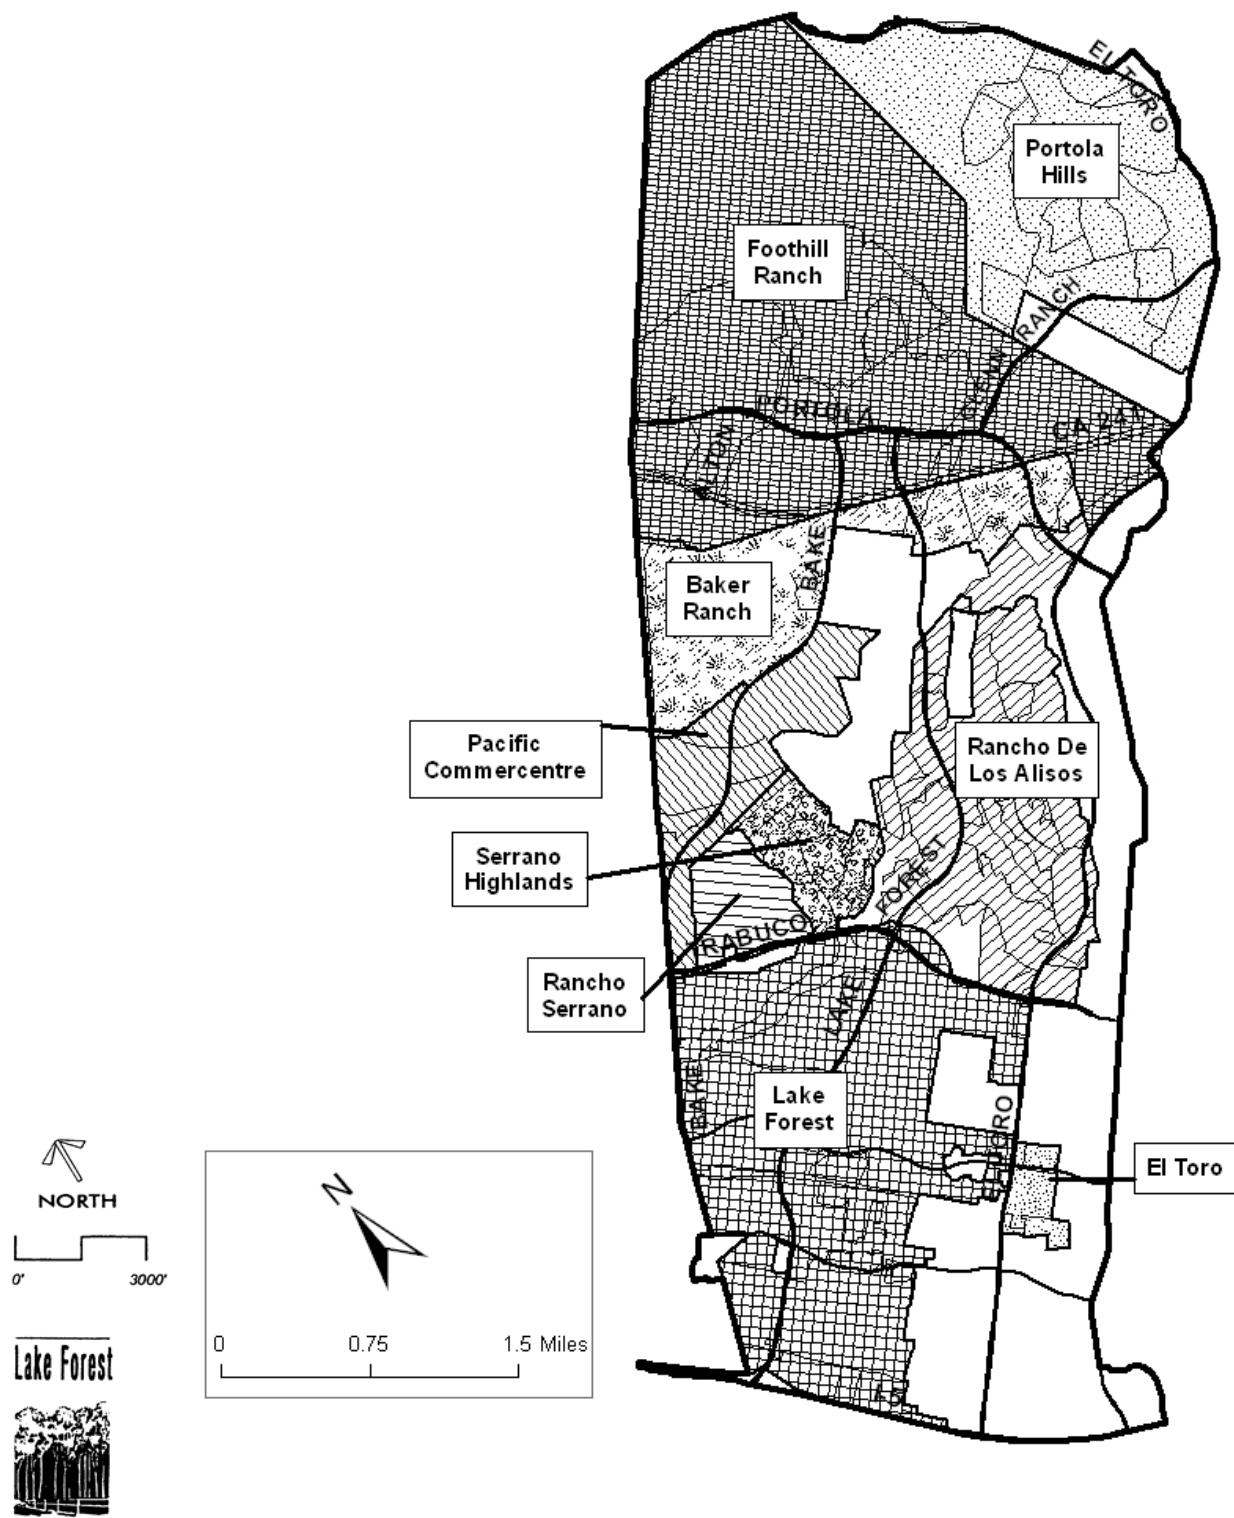 EL TORO
Portola
Hills
Foothill
Ranch
GLENN RANCH
PORTOLA
CA 241
ALTON
BAKE
Baker
Ranch
Pacific
Commercentre
Rancho De
Los Alisos
Serrano
Highlands
FOREST
RABUCO
Rancho
Serrano
LAKE
BAKE
Lake
Forest
EL TORO
El Toro
NORTH
0' 3000'
N
0 0.75 1.5 Miles
Lake Forest
I-5